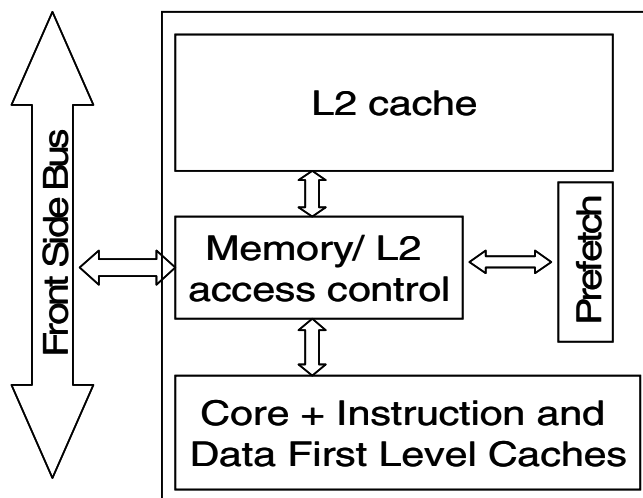 L2 cache
Front Side Bus
Memory/ L2
access control
Prefetch
Core + Instruction and
Data First Level Caches